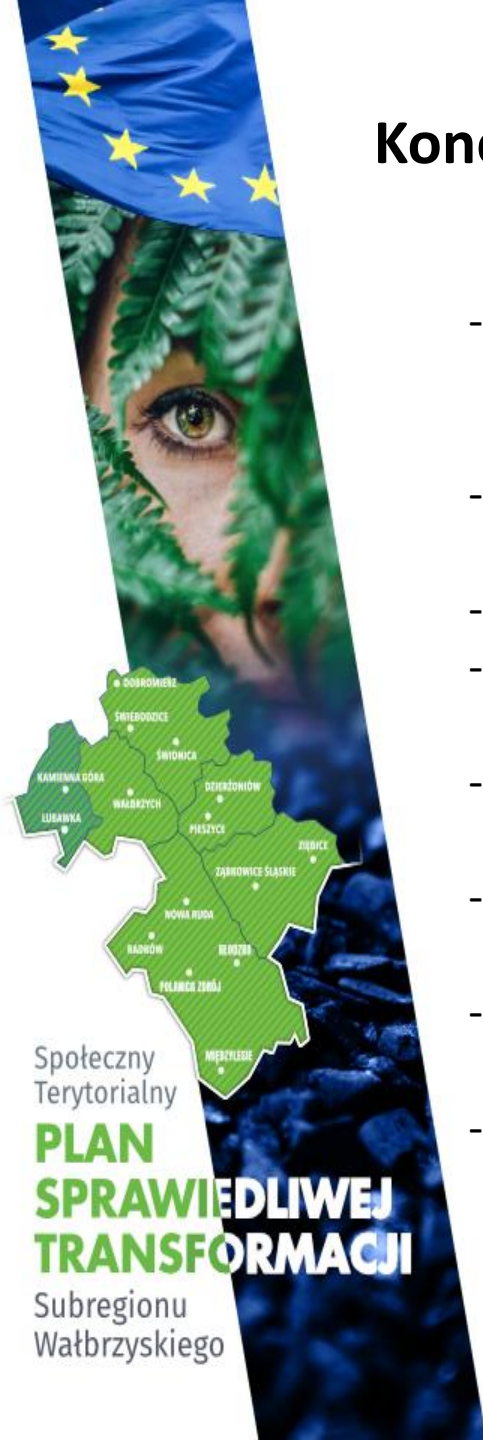 Kon
-
-
-
-
-
-
-
-
DOBROMIERZ
ŚWIEBODZICE
ŚWIDNICA
KAMIENNA GÓRA
DZIERŻONIÓW
WAŁBRZYCH
LUBAWKA
PIESZYCE
ZIĘBICE
ZĄBKOWICE ŚLĄSKIE
NOWA RUDA
RADKÓW
KŁODZKO
POLANICA ZDRÓJ
MIĘDZYLESIE
Społeczny
Terytorialny
PLAN
SPRAWIEDLIWEJ
TRANSFORMACJI
Subregionu
Wałbrzyskiego